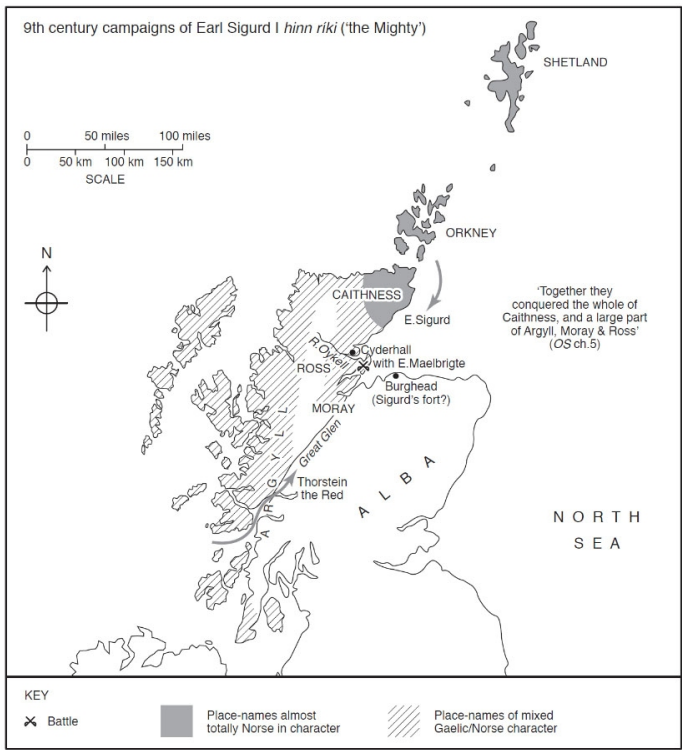 9th century campaigns of Earl Sigurd I hinn ríki (‘the Mighty’)
SHETLAND
0 50 miles 100 miles
0 50 km 100 km 150 km
SCALE
ORKNEY
N
CAITHNESS
E.Sigurd
‘Together they
conquered the whole of
Caithness, and a large part
of Argyll, Moray & Ross’
(OS ch.5)
R.Oykell
Cyderhall
with E.Maelbrigte
ROSS
Burghead
(Sigurd’s fort?)
MORAY
Great Glen
ARGYLL
Thorstein
the Red
ALBA
NORTH
SEA
KEY
Battle
Place-names almost
totally Norse in character
Place-names of mixed
Gaelic/Norse character